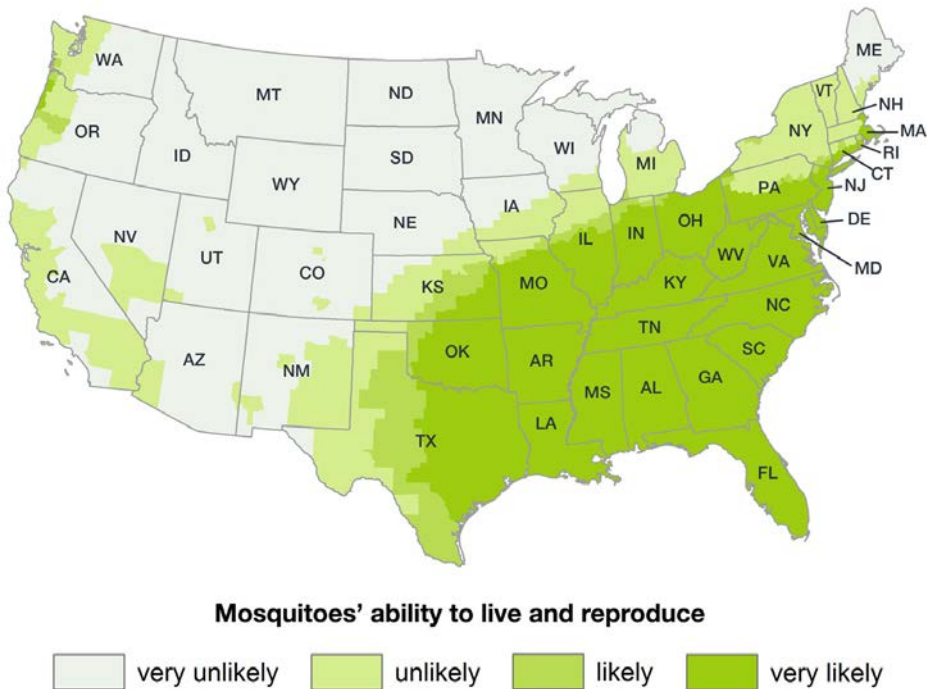 WA
MT
ND
MN
ME
VT
NH
MA
RI
CT
NY
OR
ID
SD
WI
MI
WY
IA
PA
NJ
NE
DE
NV
UT
CO
IL
IN
OH
WV
VA
MD
CA
KS
MO
KY
NC
TN
AZ
NM
OK
AR
SC
MS
AL
GA
LA
TX
FL
Mosquitoes' ability to live and reproduce
very unlikely unlikely likely very likely